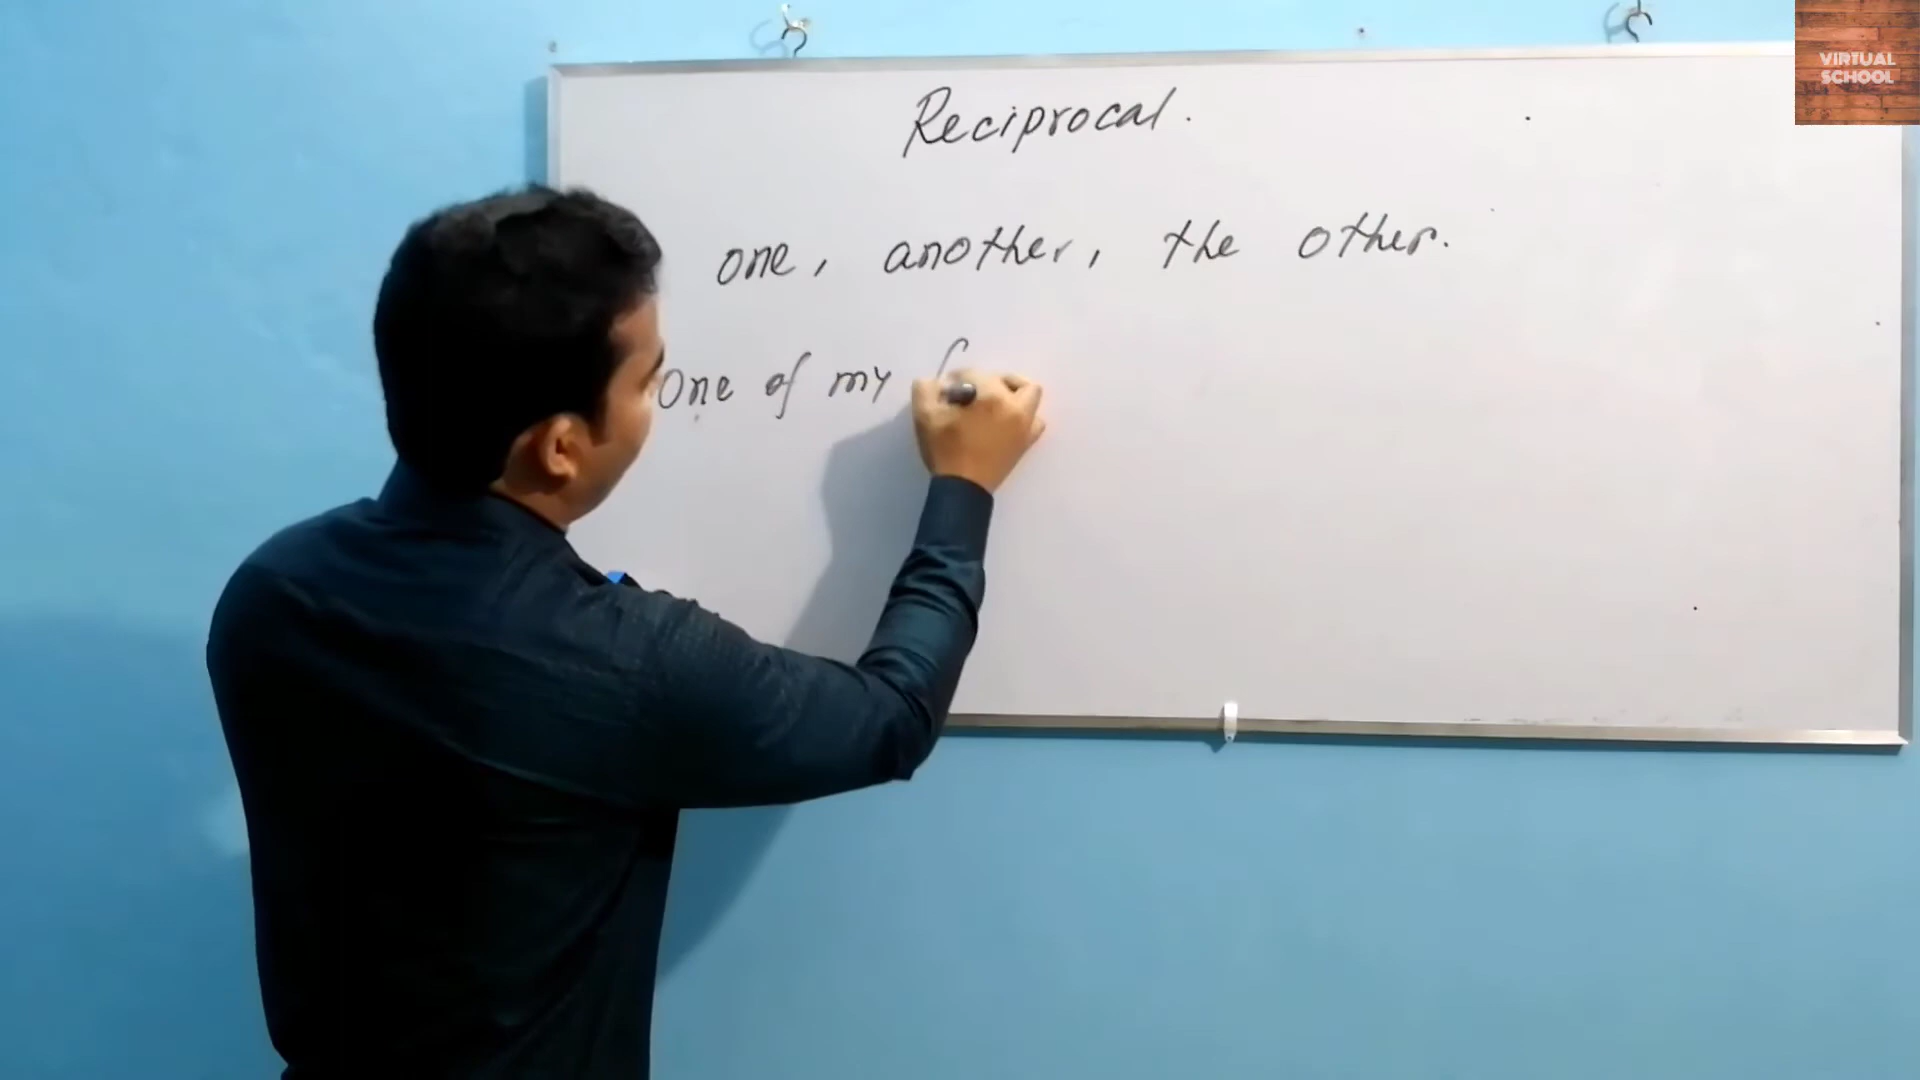 VIRTUAL
SCHOOL
Reciprocal.
one, another, the other.
One of my f